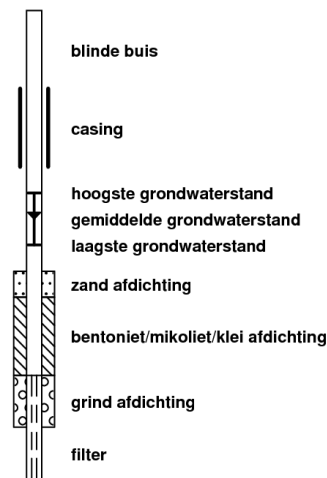 blinde buis
casing
hoogste grondwaterstand
gemiddelde grondwaterstand
laagste grondwaterstand
zand afdichting
bentoniet/mikoliet/klei afdichting
grind afdichting
filter